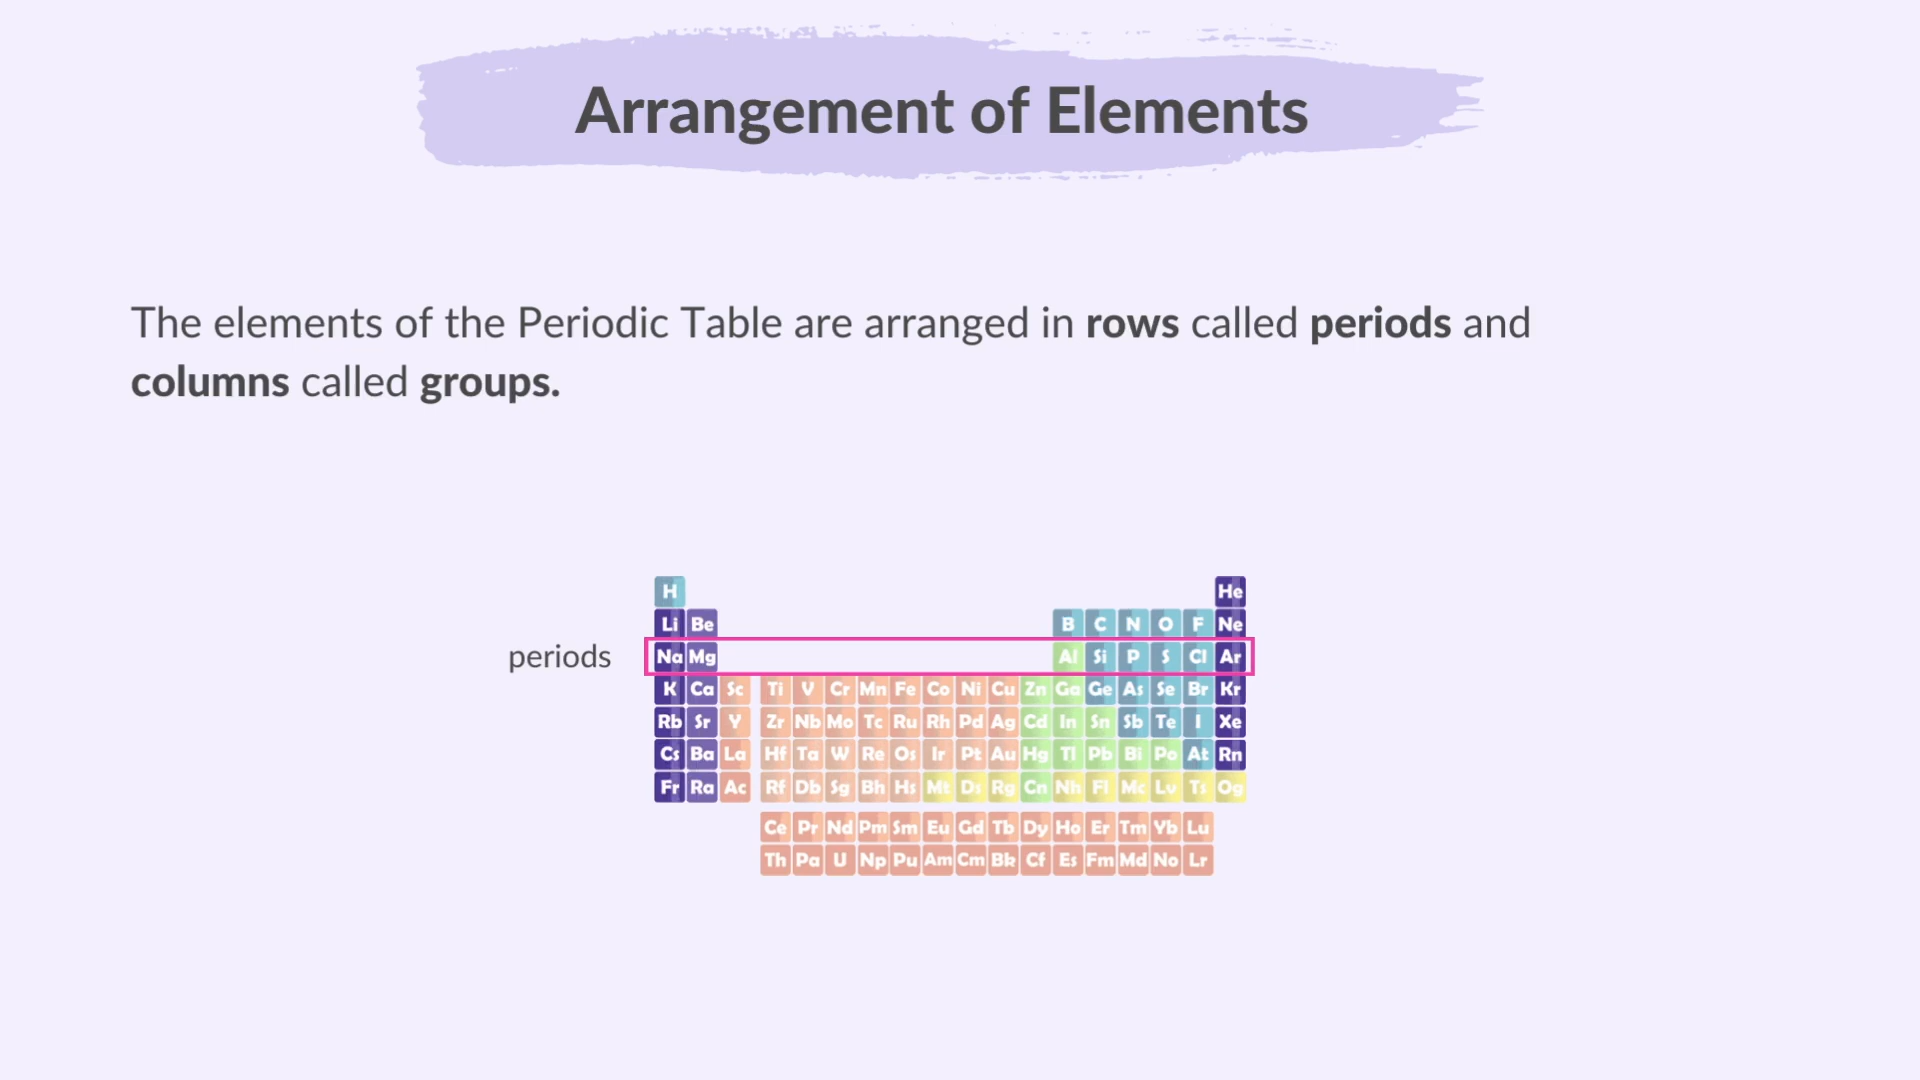 Arrangement of Elements
The elements of the Periodic Table are arranged in rows called periods and
columns called groups.
H He
Li Be B C N O F Ne
periods Na Mg Al Si P S Cl Ar
K Ca Sc Ti V Cr Mn Fe Co Ni Cu Zn Ga Ge As Se Br Kr
Rb Sr Y Zr Nb Mo Tc Ru Rh Pd Ag Cd In Sn Sb Te I Xe
Cs Ba La Hf Ta W Re Os Ir Pt Au Hg Tl Pb Bi Po At Rn
Fr Ra Ac Rf Db Sg Bh Hs Mt Ds Rg Cn Nh Fl Mc Lv Ts Og
Ce Pr Nd Pm Sm Eu Gd Tb Dy Ho Er Tm Yb Lu
Th Pa U Np Pu Am Cm Bk Cf Es Fm Md No Lr